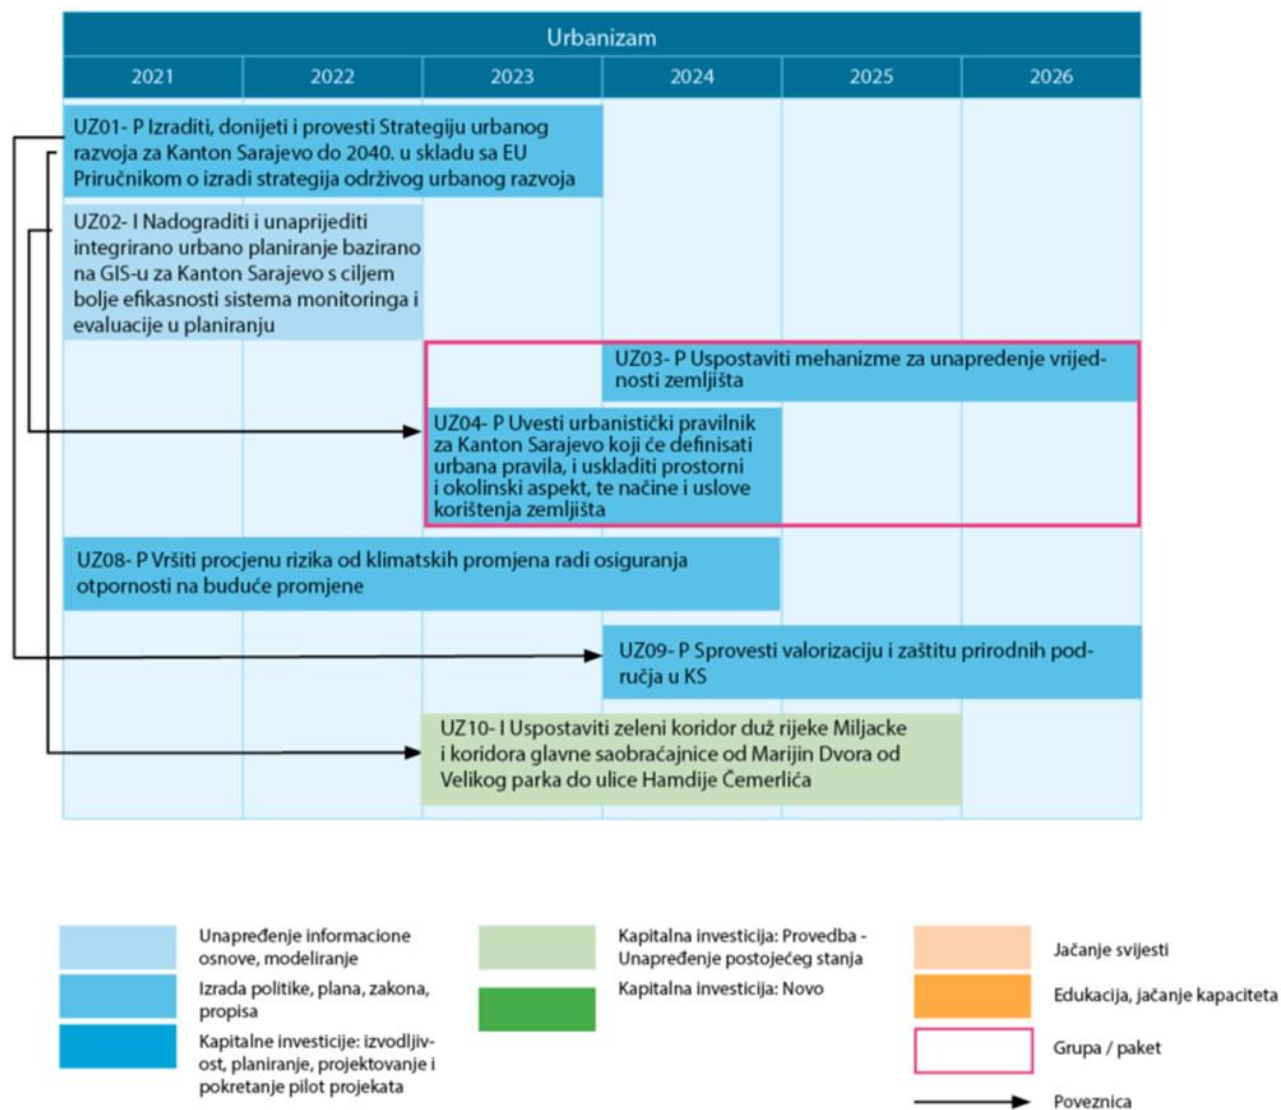 Urbanizam
2021 2022 2023 2024 2025 2026
UZ01- P Izraditi, donijeti i provesti Strategiju urbanog
razvoja za Kanton Sarajevo do 2040. u skladu sa EU
Priručnikom o izradi strategija održivog urbanog razvoja
UZ02- I Nadograditi i unaprijediti
integrirano urbano planiranje bazirano
na GIS-u za Kanton Sarajevo s ciljem
bolje efikasnosti sistema monitoringa i
evaluacije u planiranju
UZ03- P Uspostaviti mehanizme za unapređenje vrijed-
nosti zemljišta
UZ04- P Uvesti urbanistički pravilnik
za Kanton Sarajevo koji će definisati
urbana pravila, i uskladiti prostorni
i okolinski aspekt, te načine i uslove
korištenja zemljišta
UZ08- P Vršiti procjenu rizika od klimatskih promjena radi osiguranja
otpornosti na buduće promjene
UZ09- P Sprovesti valorizaciju i zaštitu prirodnih pod-
ručja u KS
UZ10- I Uspostaviti zeleni koridor duž rijeke Miljacke
i koridora glavne saobraćajnice od Marijin Dvora od
Velikog parka do ulice Hamdije Čemerlića
Unapređenje informacione
osnove, modeliranje
Izrada politike, plana, zakona,
propisa
Kapitalne investicije: izvodljiv-
ost, planiranje, projektovanje i
pokretanje pilot projekata
Kapitalna investicija: Provedba -
Unapređenje postojećeg stanja
Kapitalna investicija: Novo
Jačanje svijesti
Edukacija, jačanje kapaciteta
Grupa / paket
Poveznica